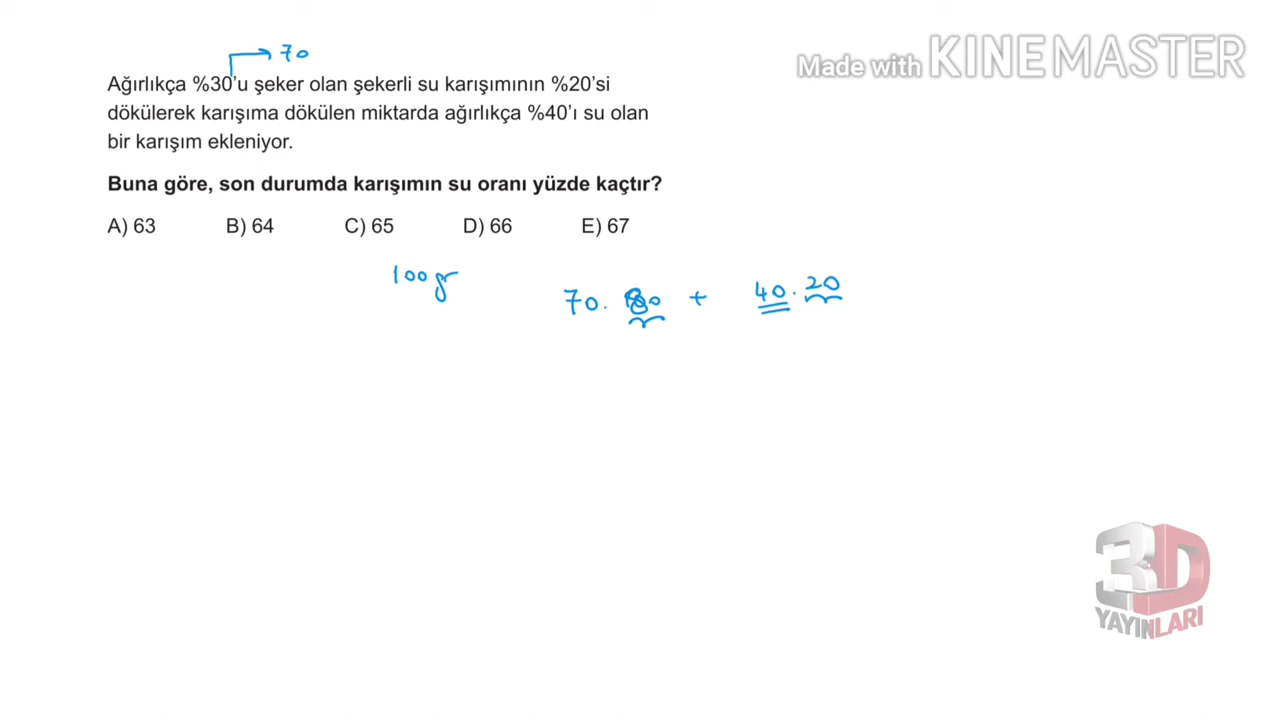 70
Made with KINEMASTER
Ağırlıkça %30'u şeker olan şekerli su karışımının %20'si
dökülerek karışıma dökülen miktarda ağırlıkça %40'ı su olan
bir karışım ekleniyor.
Buna göre, son durumda karışımın su oranı yüzde kaçtır?
A) 63 B) 64 C) 65 D) 66 E) 67
100gr
70. 80 + 40. 20
3D
YAYINLARI